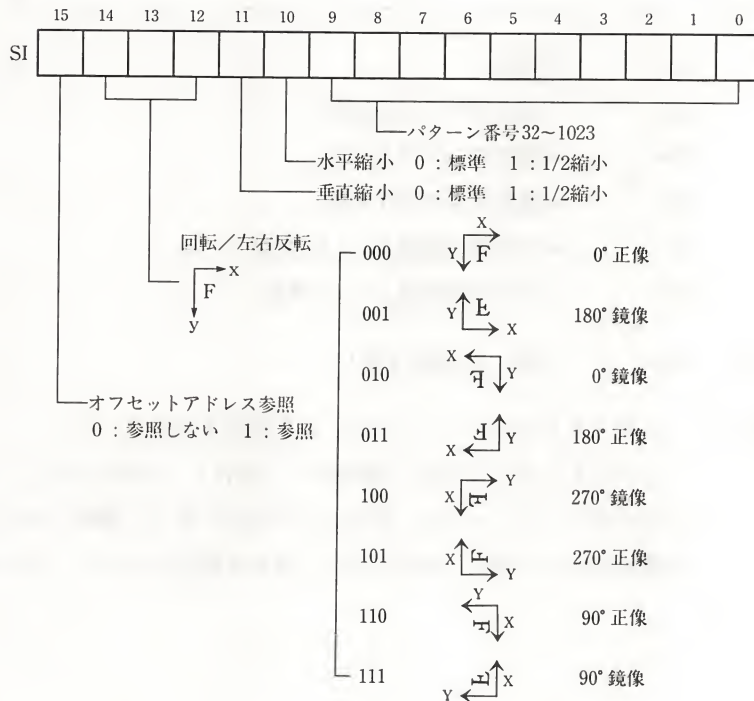 15 14 13 12 11 10 9 8 7 6 5 4 3 2 1 0
SI
パターン番号32~1023
水平縮小 0:標準 1:1/2縮小
垂直縮小 0:標準 1:1/2縮小
回転/左右反転
x
F
y
オフセットアドレス参照
0:参照しない 1:参照
000 X Y F 0°正像
001 Y F X 180°鏡像
010 X F Y 0°鏡像
011 F Y X 180°正像
100 Y X F 270°鏡像
101 X F Y 270°正像
110 Y F X 90°正像
111 F X Y 90°鏡像